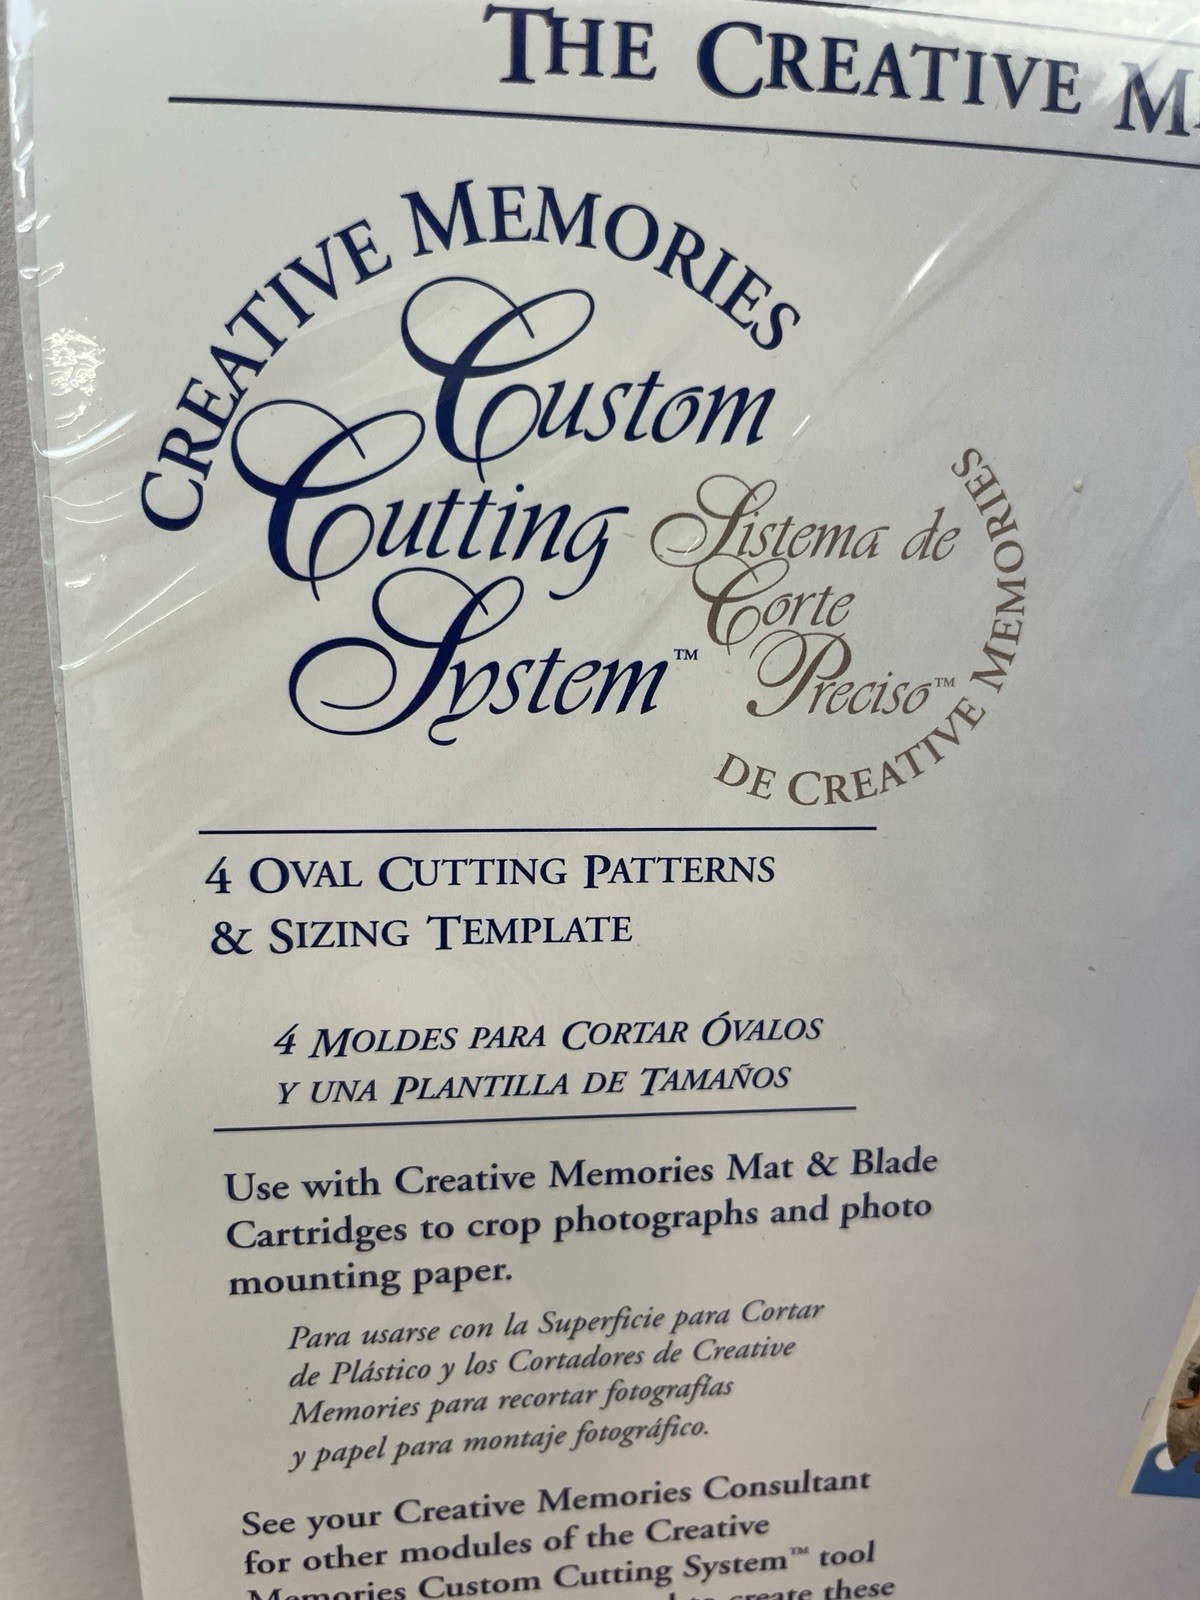 THE CREATIVE
CREATIVE MEMORIES
Custom
Cutting
System™
Sistema de
Corte
Preciso™
DE CREATIVE MEMORIES
4 OVAL CUTTING PATTERNS
& SIZING TEMPLATE
4 MOLDES PARA CORTAR ÓVALOS
Y UNA PLANTILLA DE TAMAÑOS
Use with Creative Memories Mat & Blade
Cartridges to crop photographs and photo
mounting paper.
Para usarse con la Superficie para Cortar
de Plástico y los Cortadores de Creative
Memories para recortar fotografías
y papel para montaje fotográfico.
See your Creative Memories Consultant
for other modules of the Creative
Memories Custom Cutting System™ tool
create these